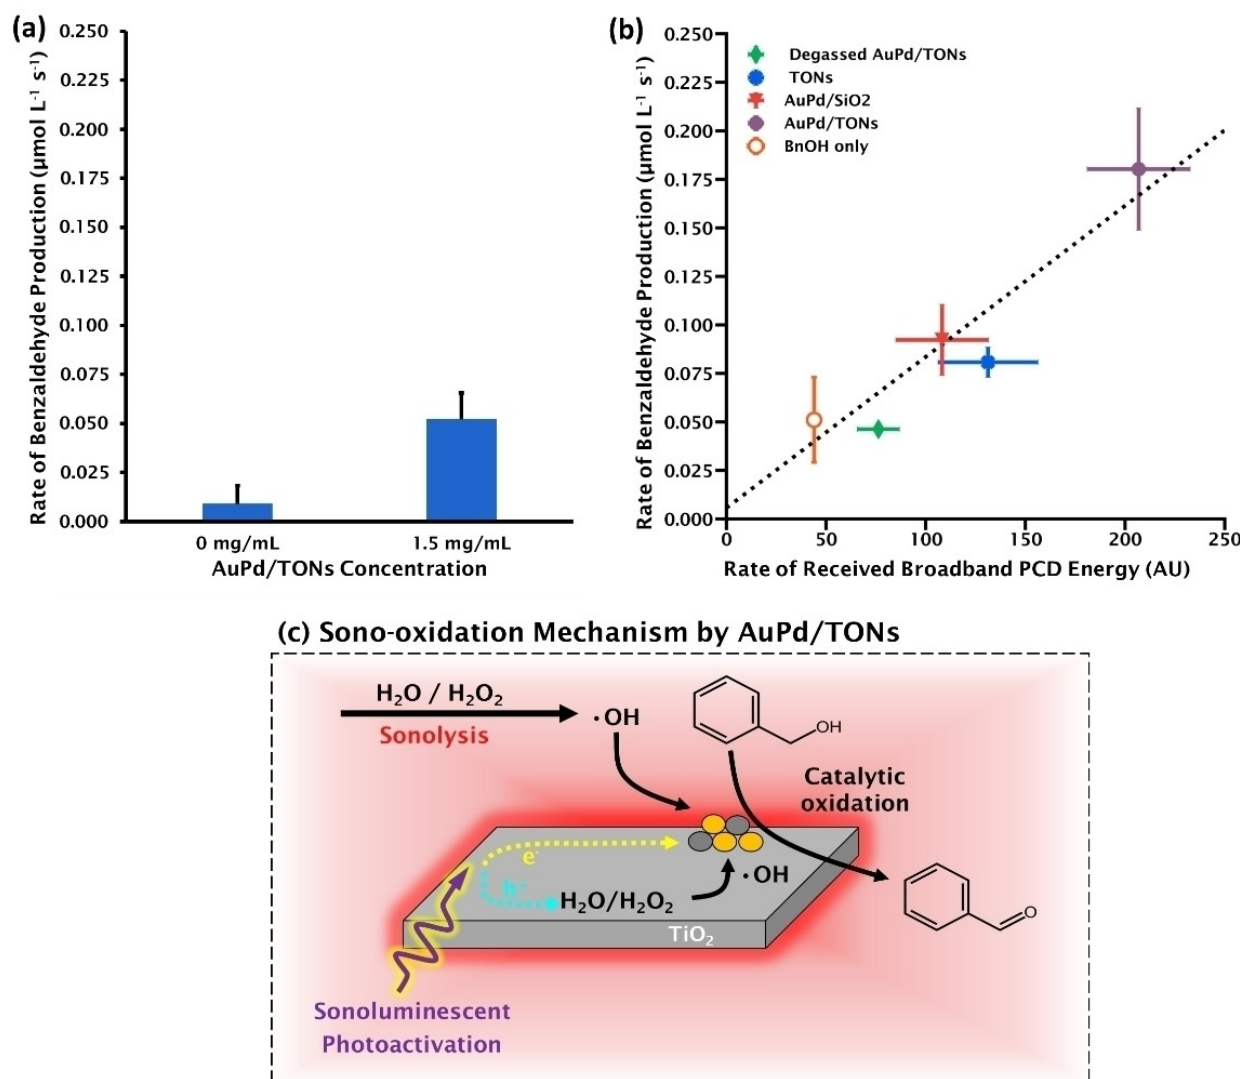 (a)
Rate of Benzaldehyde Production (μmol L⁻¹ s⁻¹)
0.250
0.225
0.200
0.175
0.150
0.125
0.100
0.075
0.050
0.025
0.000
0 mg/mL
1.5 mg/mL
AuPd/TONs Concentration
(b)
Rate of Benzaldehyde Production (μmol L⁻¹ s⁻¹)
0.250
0.225
0.200
0.175
0.150
0.125
0.100
0.075
0.050
0.025
0.000
Degassed AuPd/TONs
TONs
AuPd/SiO2
AuPd/TONs
BnOH only
0
50
100
150
200
250
Rate of Received Broadband PCD Energy (AU)
(c) Sono-oxidation Mechanism by AuPd/TONs
H₂O / H₂O₂
Sonolysis
·OH
OH
Catalytic
oxidation
e⁻
h⁺
H₂O/H₂O₂
·OH
TiO₂
O
Sonoluminescent
Photoactivation